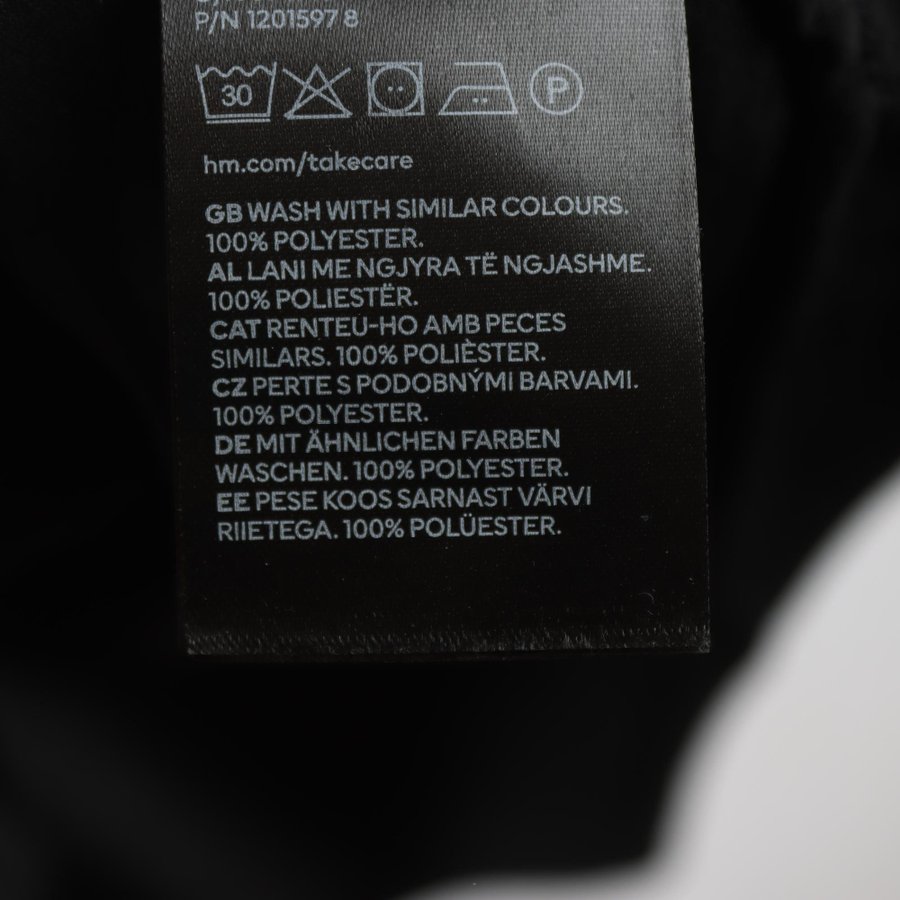 P/N 1201597 8
30
P
hm.com/takecare
GB WASH WITH SIMILAR COLOURS.
100% POLYESTER.
AL LANI ME NGJYRA TË NGJASHME.
100% POLIESTËR.
CAT RENTEU-HO AMB PECES
SIMILARS. 100% POLIÈSTER.
CZ PERTE S PODOBNÝMI BARVAMI.
100% POLYESTER.
DE MIT ÄHNLICHEN FARBEN
WASCHEN. 100% POLYESTER.
EE PESE KOOS SARNAST VÄRVI
RIIETEGA. 100% POLÜESTER.